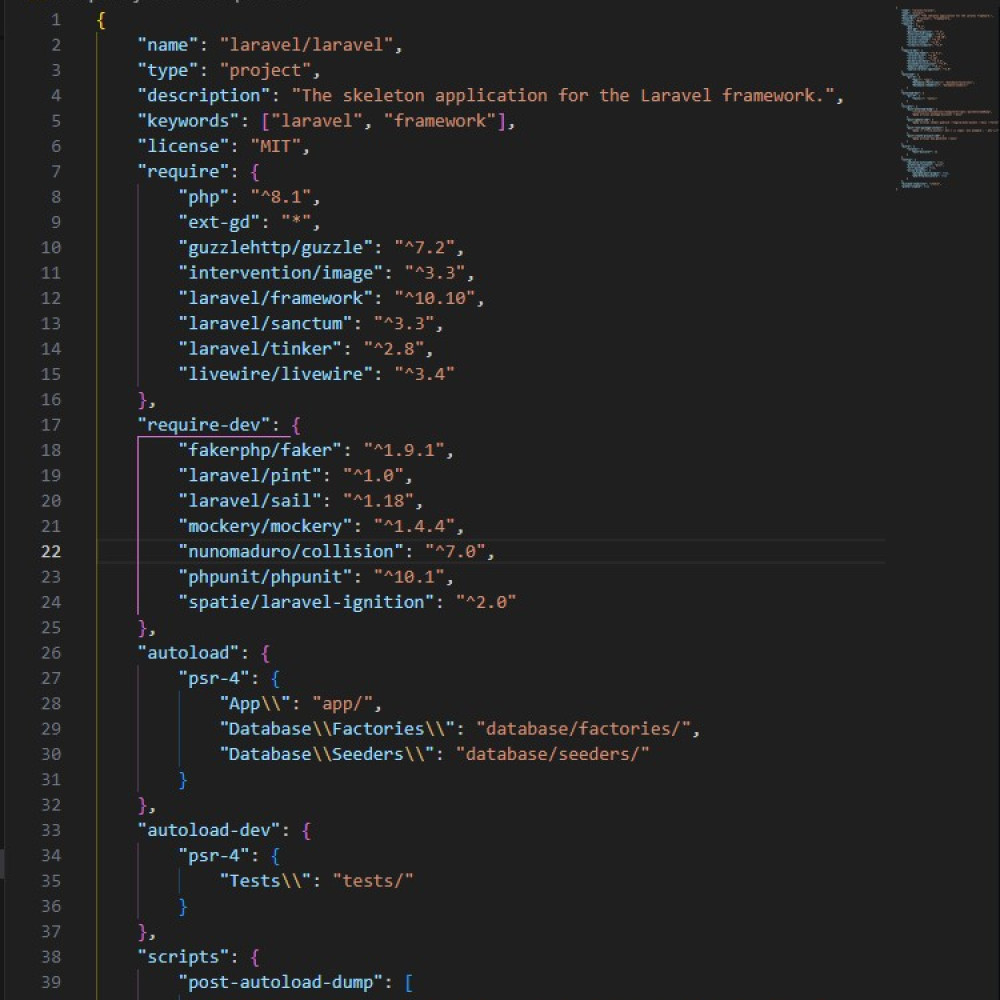 1 {
2 "name": "laravel/laravel",
3 "type": "project",
4 "description": "The skeleton application for the Laravel framework.",
5 "keywords": ["laravel", "framework"],
6 "license": "MIT",
7 "require": {
8 "php": "^8.1",
9 "ext-gd": "*",
10 "guzzlehttp/guzzle": "^7.2",
11 "intervention/image": "^3.3",
12 "laravel/framework": "^10.10",
13 "laravel/sanctum": "^3.3",
14 "laravel/tinker": "^2.8",
15 "livewire/livewire": "^3.4"
16 },
17 "require-dev": {
18 "fakerphp/faker": "^1.9.1",
19 "laravel/pint": "^1.0",
20 "laravel/sail": "^1.18",
21 "mockery/mockery": "^1.4.4",
22 "nunomaduro/collision": "^7.0",
23 "phpunit/phpunit": "^10.1",
24 "spatie/laravel-ignition": "^2.0"
25 },
26 "autoload": {
27 "psr-4": {
28 "App\\": "app/",
29 "Database\\Factories\\": "database/factories/",
30 "Database\\Seeders\\": "database/seeders/"
31 }
32 },
33 "autoload-dev": {
34 "psr-4": {
35 "Tests\\": "tests/"
36 }
37 },
38 "scripts": {
39 "post-autoload-dump": [